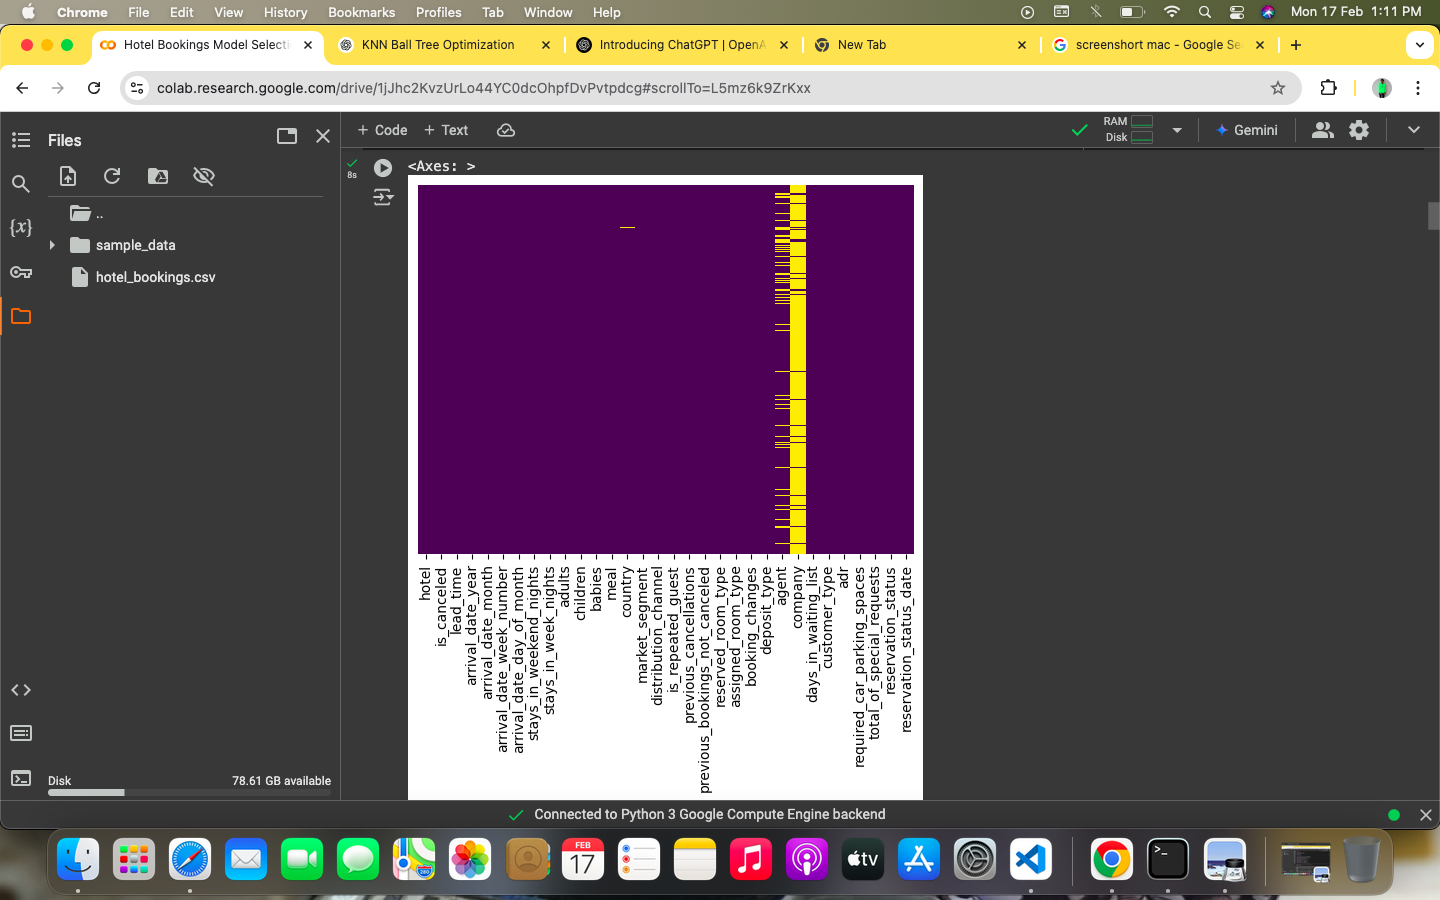 Chrome File Edit View History Bookmarks Profiles Tab Window Help Mon 17 Feb 1:11 PM
Hotel Bookings Model Selecti KNN Ball Tree Optimization Introducing ChatGPT | OpenA New Tab screenshort mac - Google Se
colab.research.google.com/drive/1jJhc2KvzUrLo44YC0dcOhpfDvPvtpdcg#scrollTo=L5mz6k9ZrKxx
Files
+ Code + Text
RAM
Disk
Gemini
8s
<Axes: >
{x}
..
sample_data
hotel_bookings.csv
hotel
is_canceled
lead_time
arrival_date_year
arrival_date_month
arrival_date_week_number
arrival_date_day_of_month
stays_in_weekend_nights
stays_in_week_nights
adults
children
babies
meal
country
market_segment
distribution_channel
is_repeated_guest
previous_cancellations
previous_bookings_not_canceled
reserved_room_type
assigned_room_type
booking_changes
deposit_type
agent
company
days_in_waiting_list
customer_type
adr
required_car_parking_spaces
total_of_special_requests
reservation_status
reservation_status_date
Disk 78.61 GB available
Connected to Python 3 Google Compute Engine backend
FEB
17
280
tv
>_